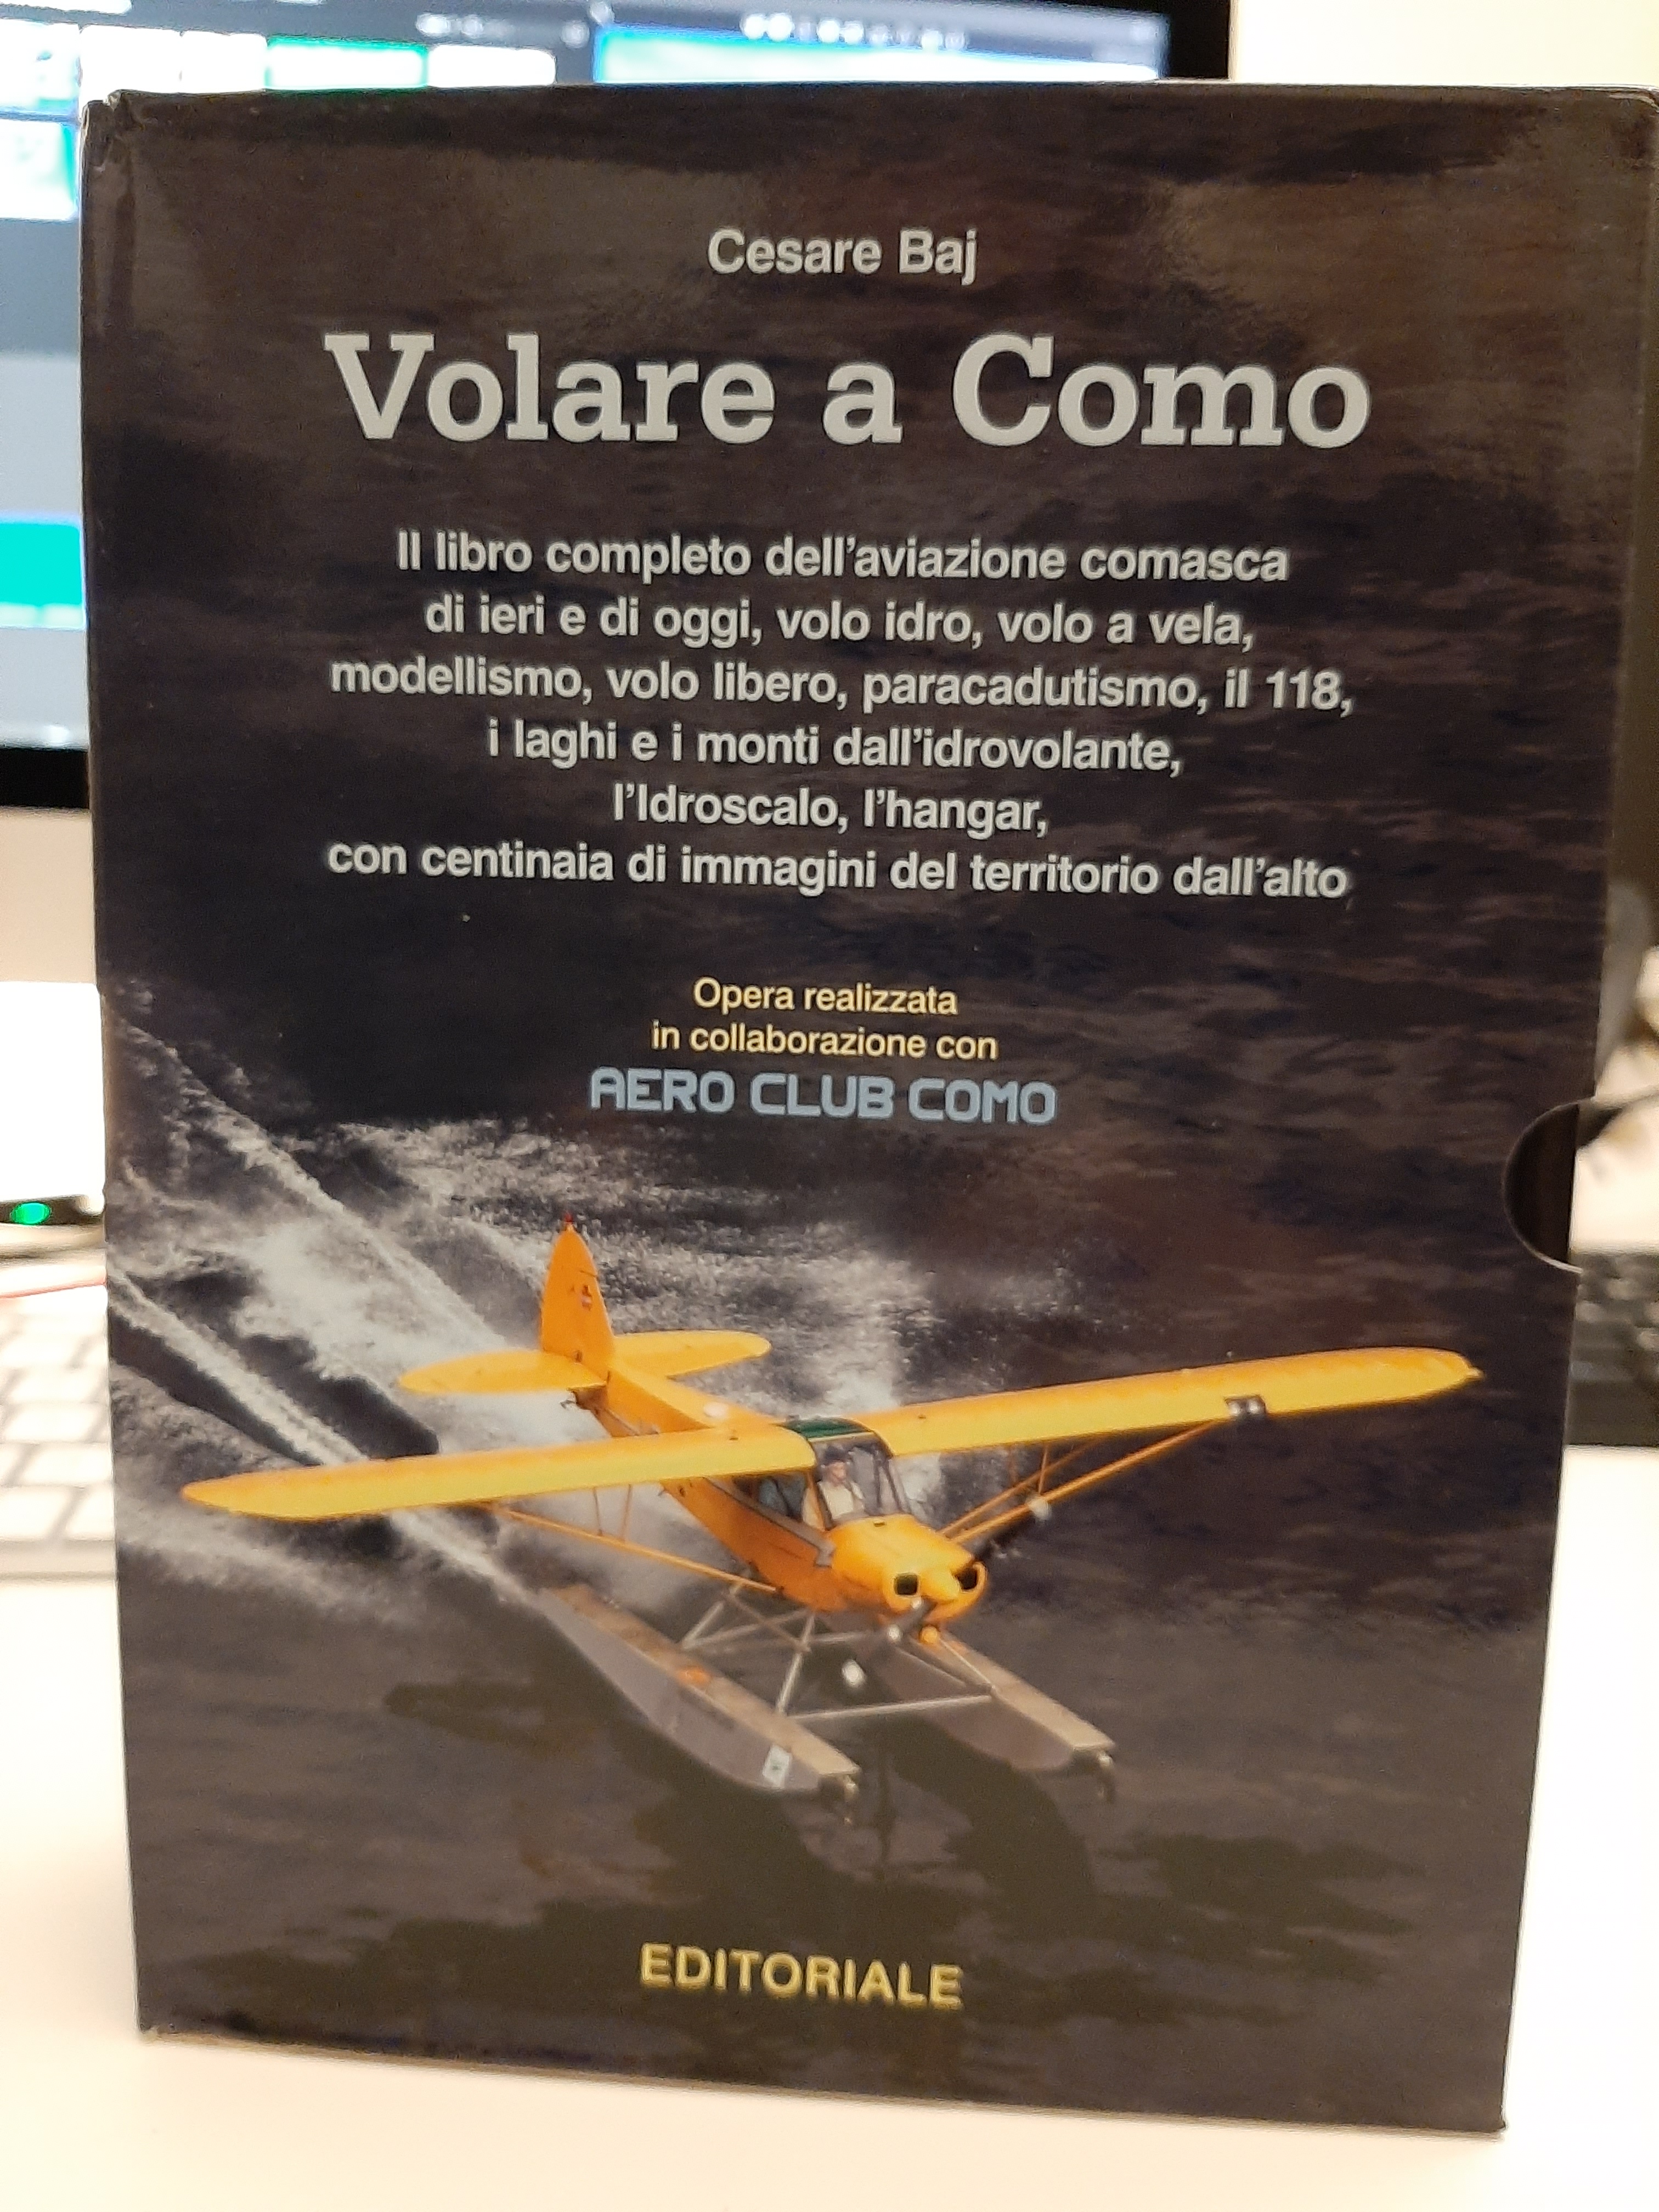 Cesare Baj
Volare a Como
Il libro completo dell'aviazione comasca
di ieri e di oggi, volo idro, volo a vela,
modellismo, volo libero, paracadutismo, il 118,
i laghi e i monti dall'idrovolante,
l'Idroscalo, l'hangar,
con centinaia di immagini del territorio dall'alto
Opera realizzata
in collaborazione con
AERO CLUB COMO
EDITORIALE